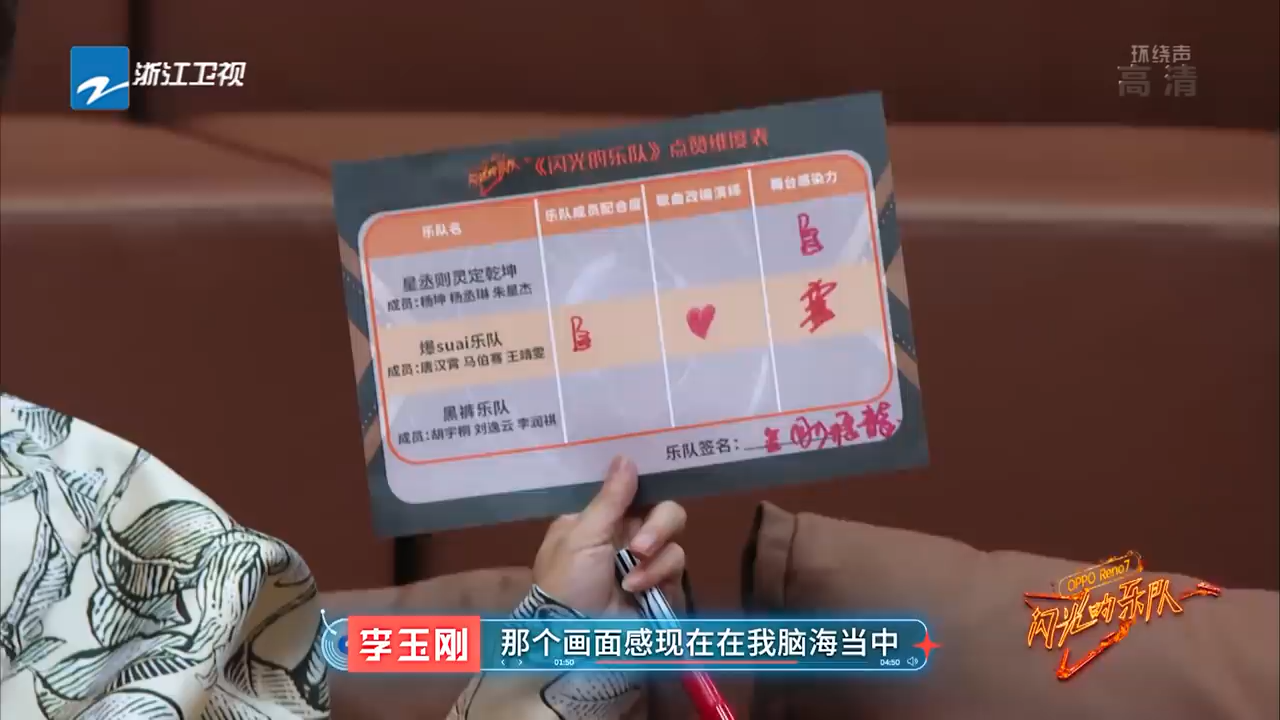 浙江卫视
环绕声
高清
《闪光的乐队》点赞维度表
乐队名 乐队成员配合度 歌曲改编演绎 舞台感染力
星丞则灵定乾坤
成员:杨坤 杨丞琳 朱星杰
爆suai乐队
成员:唐汉霄 马伯骞 王靖雯
黑裤乐队
成员:胡宇桐 刘逸云 李润祺
乐队签名:
OPPO Reno7
闪光的乐队
李玉刚 那个画面感现在在我脑海当中
01:50 04:50